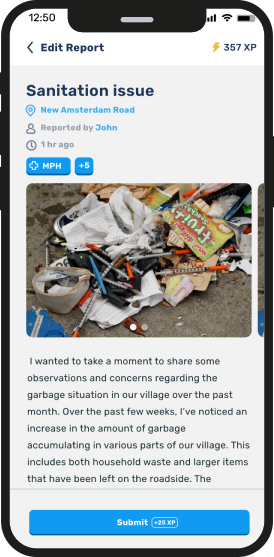 12:50
Edit Report
357 XP
Sanitation issue
New Amsterdam Road
Reported by John
1 hr ago
MPH
+5
I wanted to take a moment to share some
observations and concerns regarding the
garbage situation in our village over the past
month. Over the past few weeks, I've noticed an
increase in the amount of garbage
accumulating in various parts of our village. This
includes both household waste and larger items
that have been left on the roadside. The
Submit +25 XP